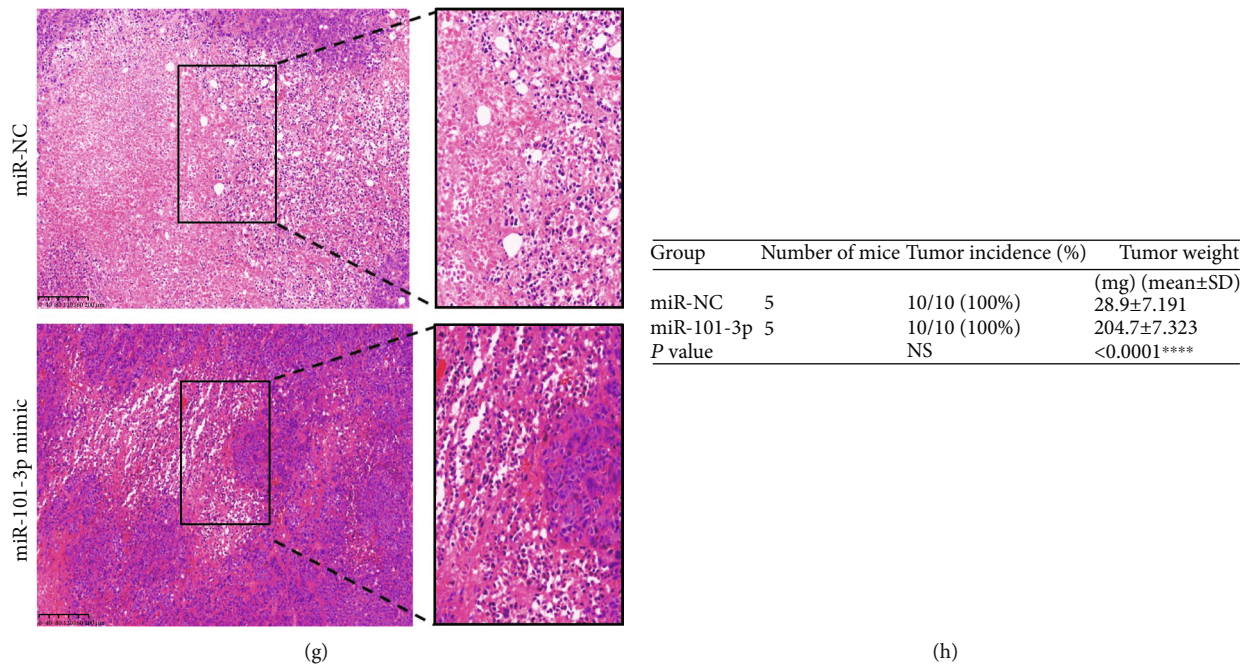 miR-NC
miR-101-3p mimic
(g)
Group Number of mice Tumor incidence (%) Tumor weight
(mg) (mean±SD)
miR-NC 5 10/10 (100%) 28.9±7.191
miR-101-3p 5 10/10 (100%) 204.7±7.323
P value NS <0.0001****
(h)